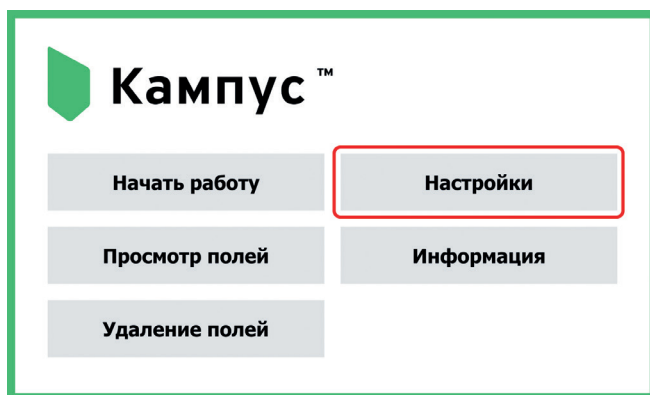 Кампус™
Начать работу
Настройки
Просмотр полей
Информация
Удаление полей